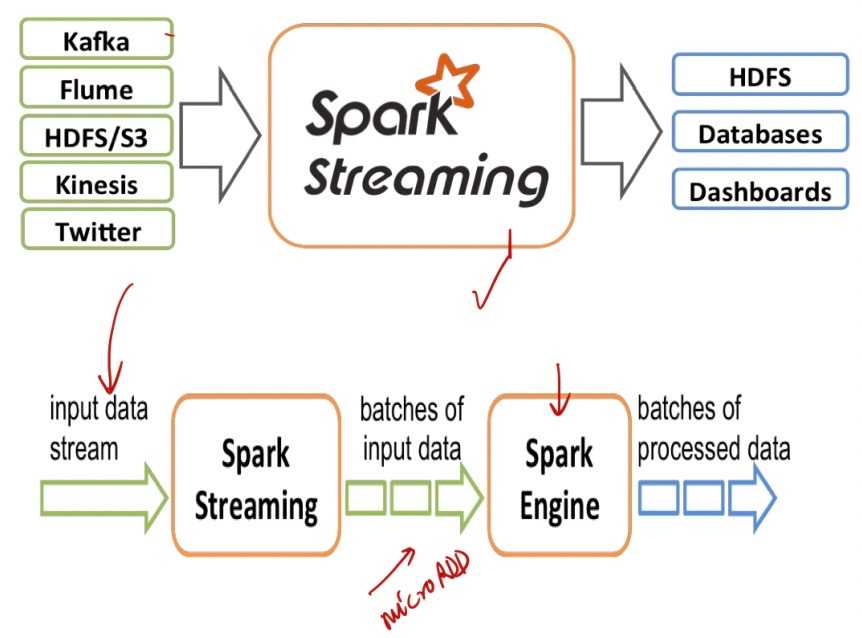 Kafka
Flume
HDFS/S3
Kinesis
Twitter
Spark
Streaming
HDFS
Databases
Dashboards
input data
stream
Spark
Streaming
batches of
input data
Spark
Engine
batches of
processed data
micro RDD